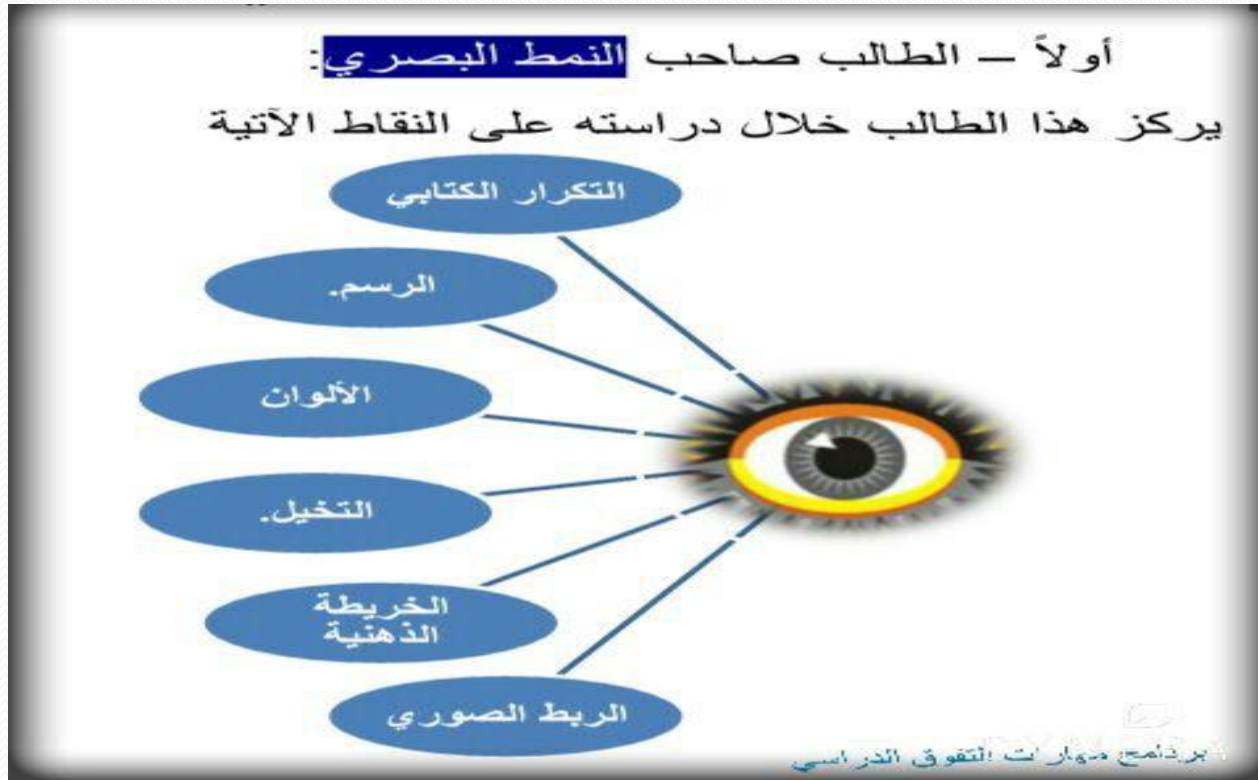 أولاً – الطالب صاحب النمط البصري:
يركز هذا الطالب خلال دراسته على النقاط الآتية
التكرار الكتابي
الرسم.
الألوان
التخيل.
الخريطة
الذهنية
الربط الصوري
برنامج مهارات التفوق الدراسي